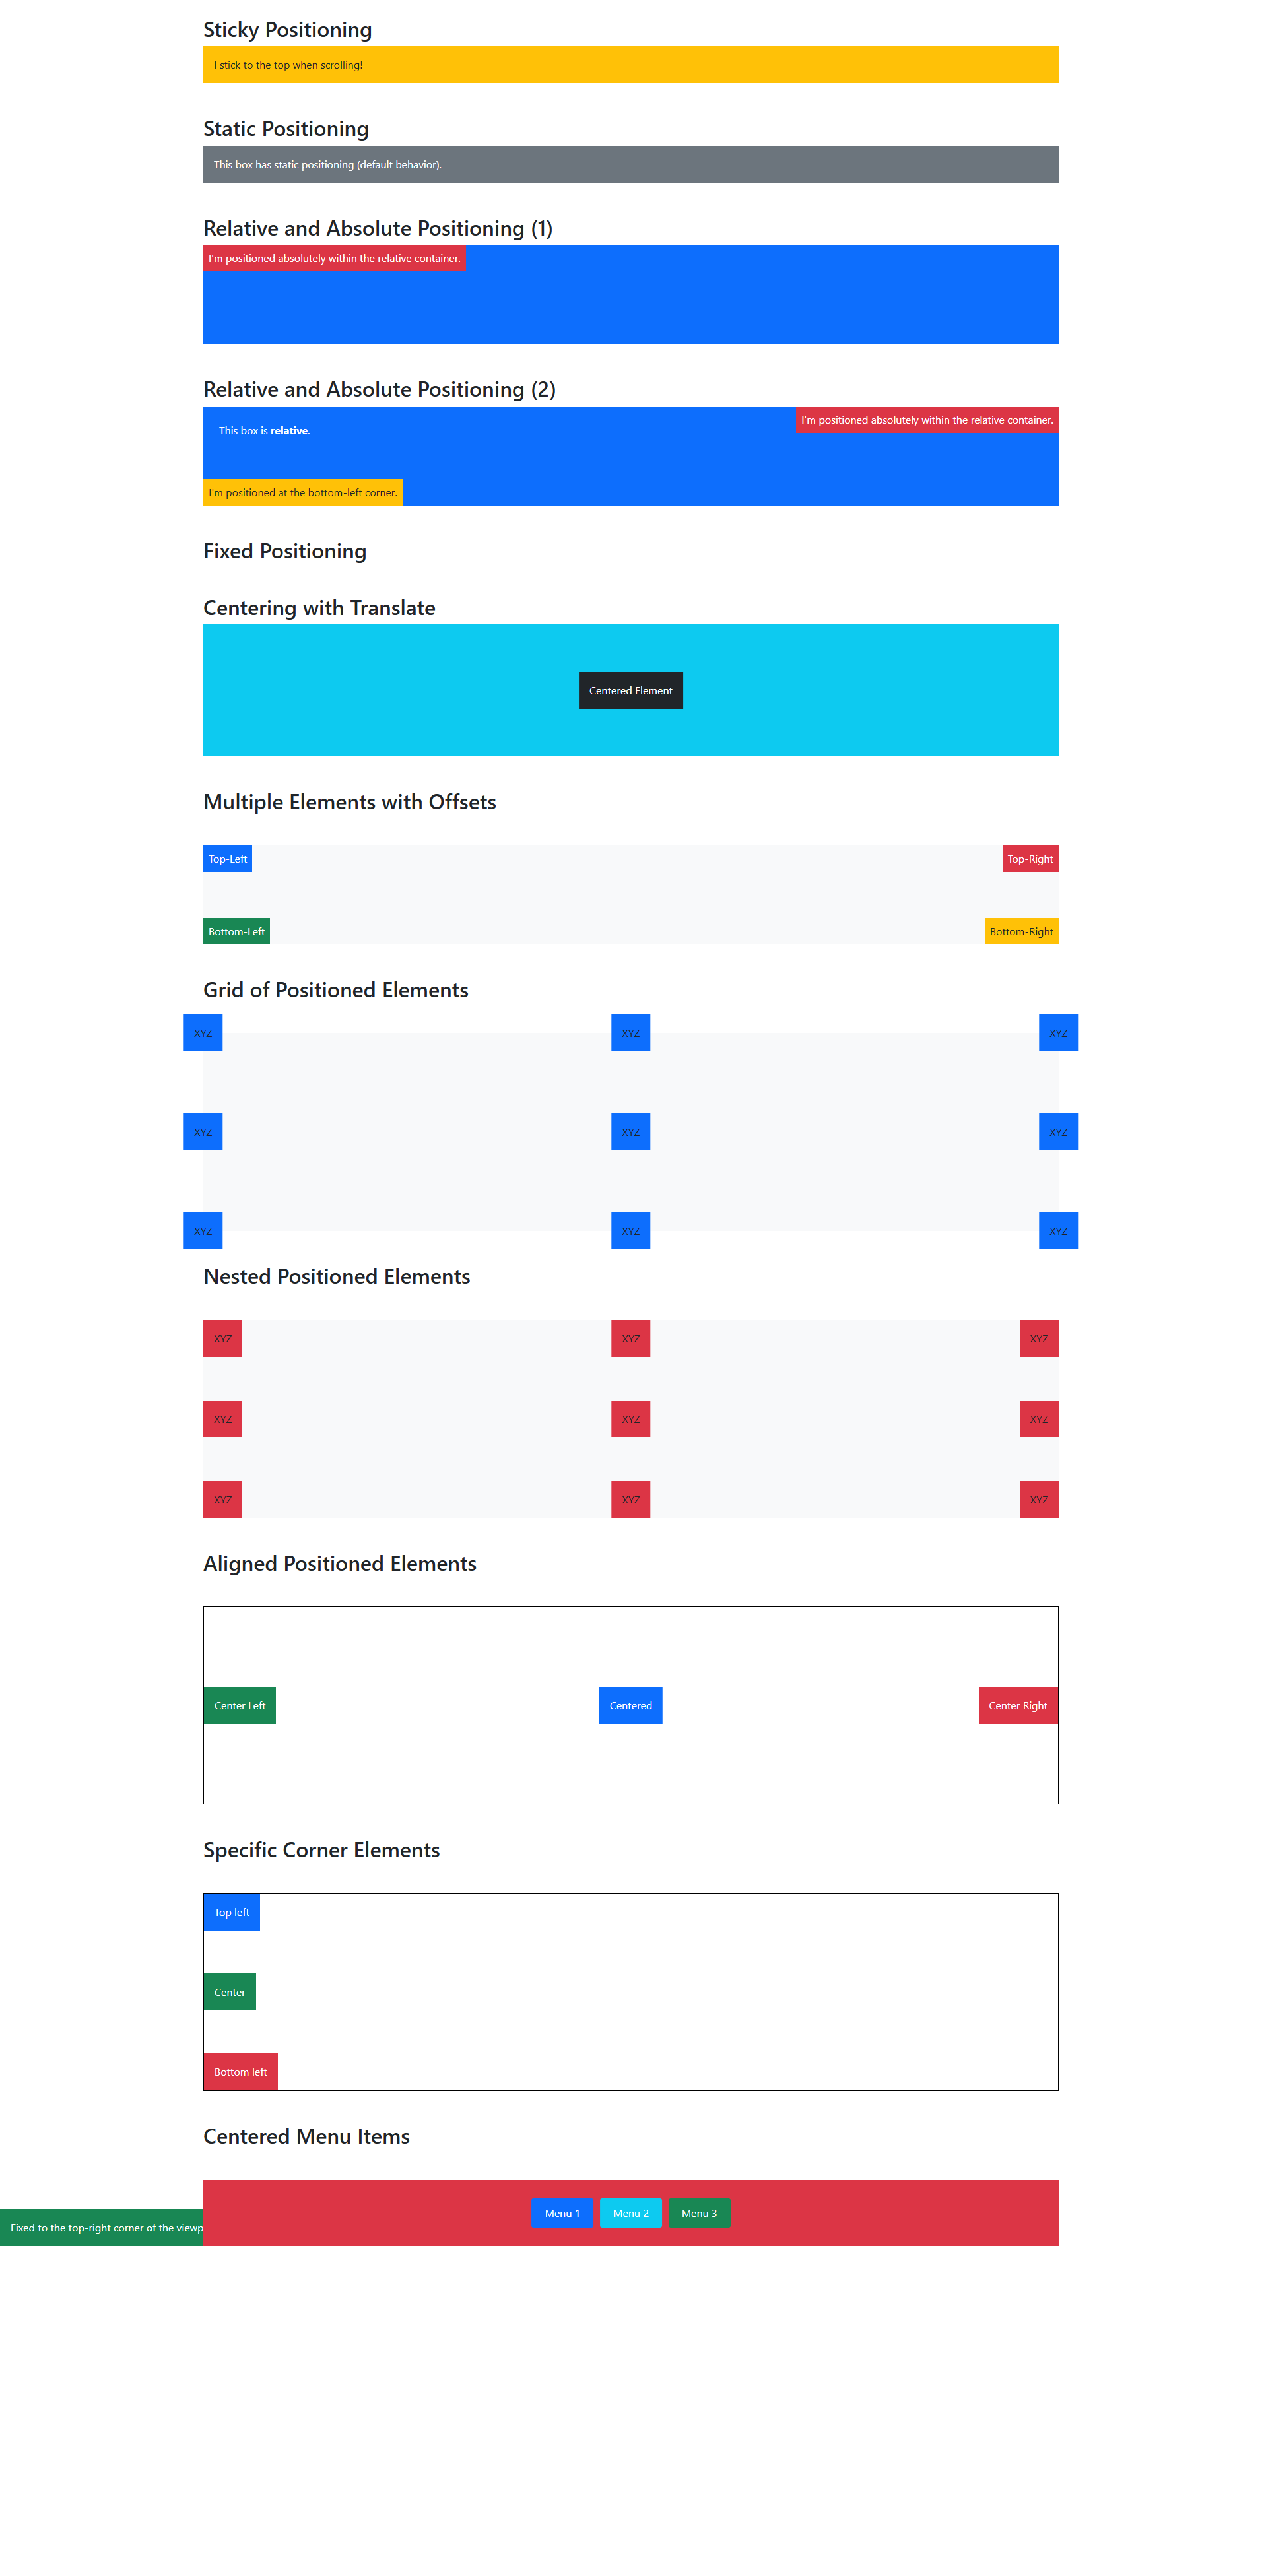 Sticky Positioning
I stick to the top when scrolling!
Static Positioning
This box has static positioning (default behavior).
Relative and Absolute Positioning (1)
I'm positioned absolutely within the relative container.
Relative and Absolute Positioning (2)
This box is relative.
I'm positioned absolutely within the relative container.
I'm positioned at the bottom-left corner.
Fixed Positioning
Centering with Translate
Centered Element
Multiple Elements with Offsets
Top-Left
Top-Right
Bottom-Left
Bottom-Right
Grid of Positioned Elements
XYZ
XYZ
XYZ
XYZ
XYZ
XYZ
XYZ
XYZ
XYZ
Nested Positioned Elements
XYZ
XYZ
XYZ
XYZ
XYZ
XYZ
XYZ
XYZ
XYZ
Aligned Positioned Elements
Center Left
Centered
Center Right
Specific Corner Elements
Top left
Center
Bottom left
Centered Menu Items
Menu 1
Menu 2
Menu 3
Fixed to the top-right corner of the viewp